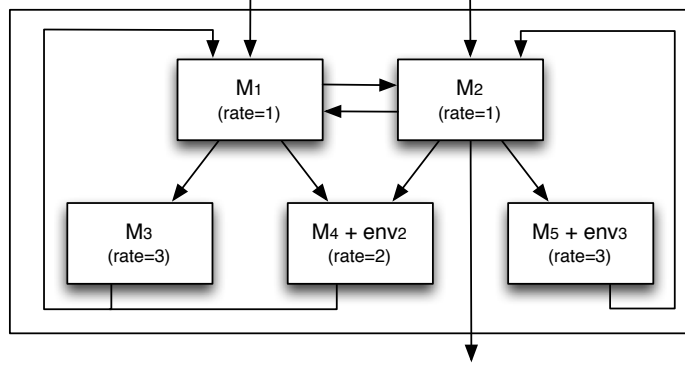 M1
(rate=1)
M2
(rate=1)
M3
(rate=3)
M4 + env2
(rate=2)
M5 + env3
(rate=3)